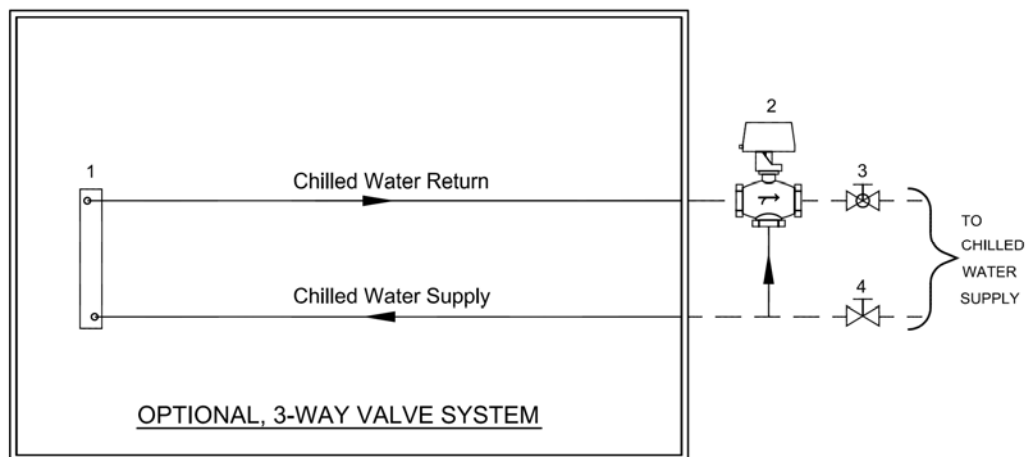 2
1
3
Chilled Water Return
TO
CHILLED
WATER
SUPPLY
4
Chilled Water Supply
OPTIONAL, 3-WAY VALVE SYSTEM